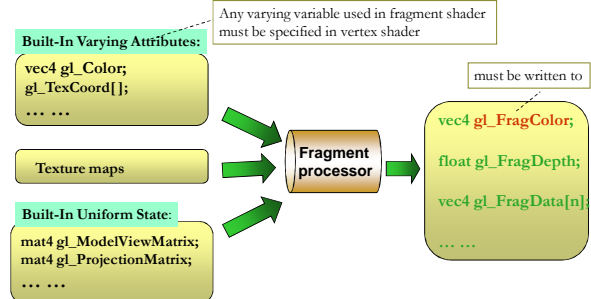 Any varying variable used in fragment shader
must be specified in vertex shader
Built-In Varying Attributes:
vec4 gl_Color;
gl_TexCoord[];
… …
Texture maps
Built-In Uniform State:
mat4 gl_ModelViewMatrix;
mat4 gl_ProjectionMatrix;
… …
Fragment
processor
must be written to
vec4 gl_FragColor;
float gl_FragDepth;
vec4 gl_FragData[n];
… …